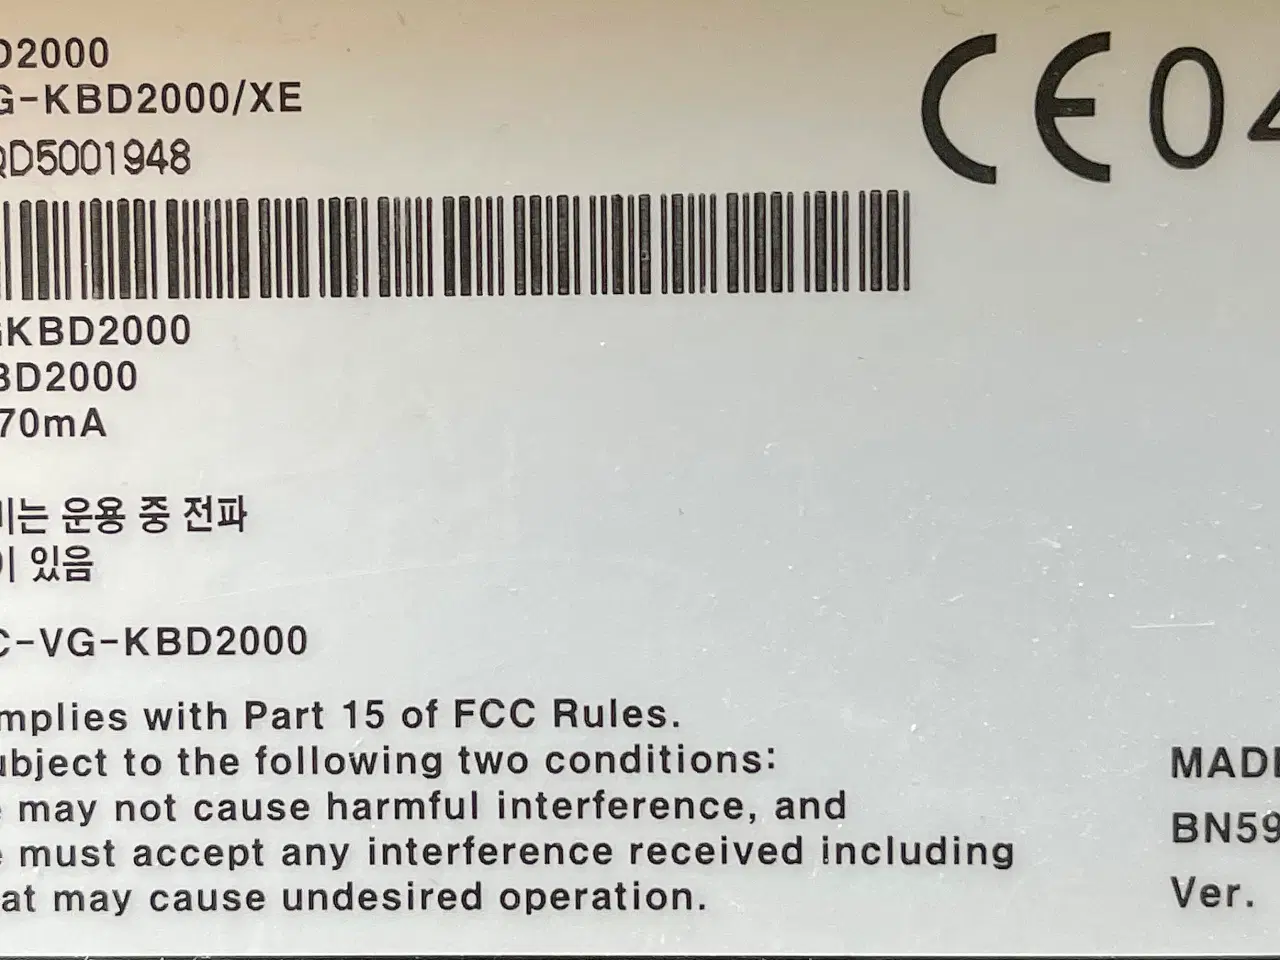 D2000
G-KBD2000/XE
QD5001948
KBD2000
BD2000
70mA
는 운용 중 전파
이 있음
C-VG-KBD2000
mplies with Part 15 of FCC Rules.
ubject to the following two conditions:
e may not cause harmful interference, and
e must accept any interference received including
at may cause undesired operation.
CE04
MADE
BN59
Ver.